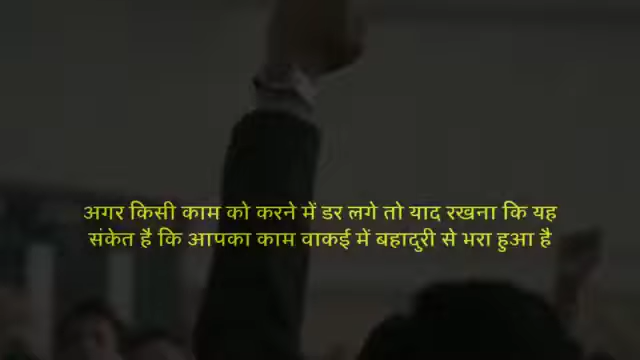 अगर किसी काम को करने में डर लगे तो याद रखना कि यह
संकेत है कि आपका काम वाकई में बहादुरी से भरा हुआ है